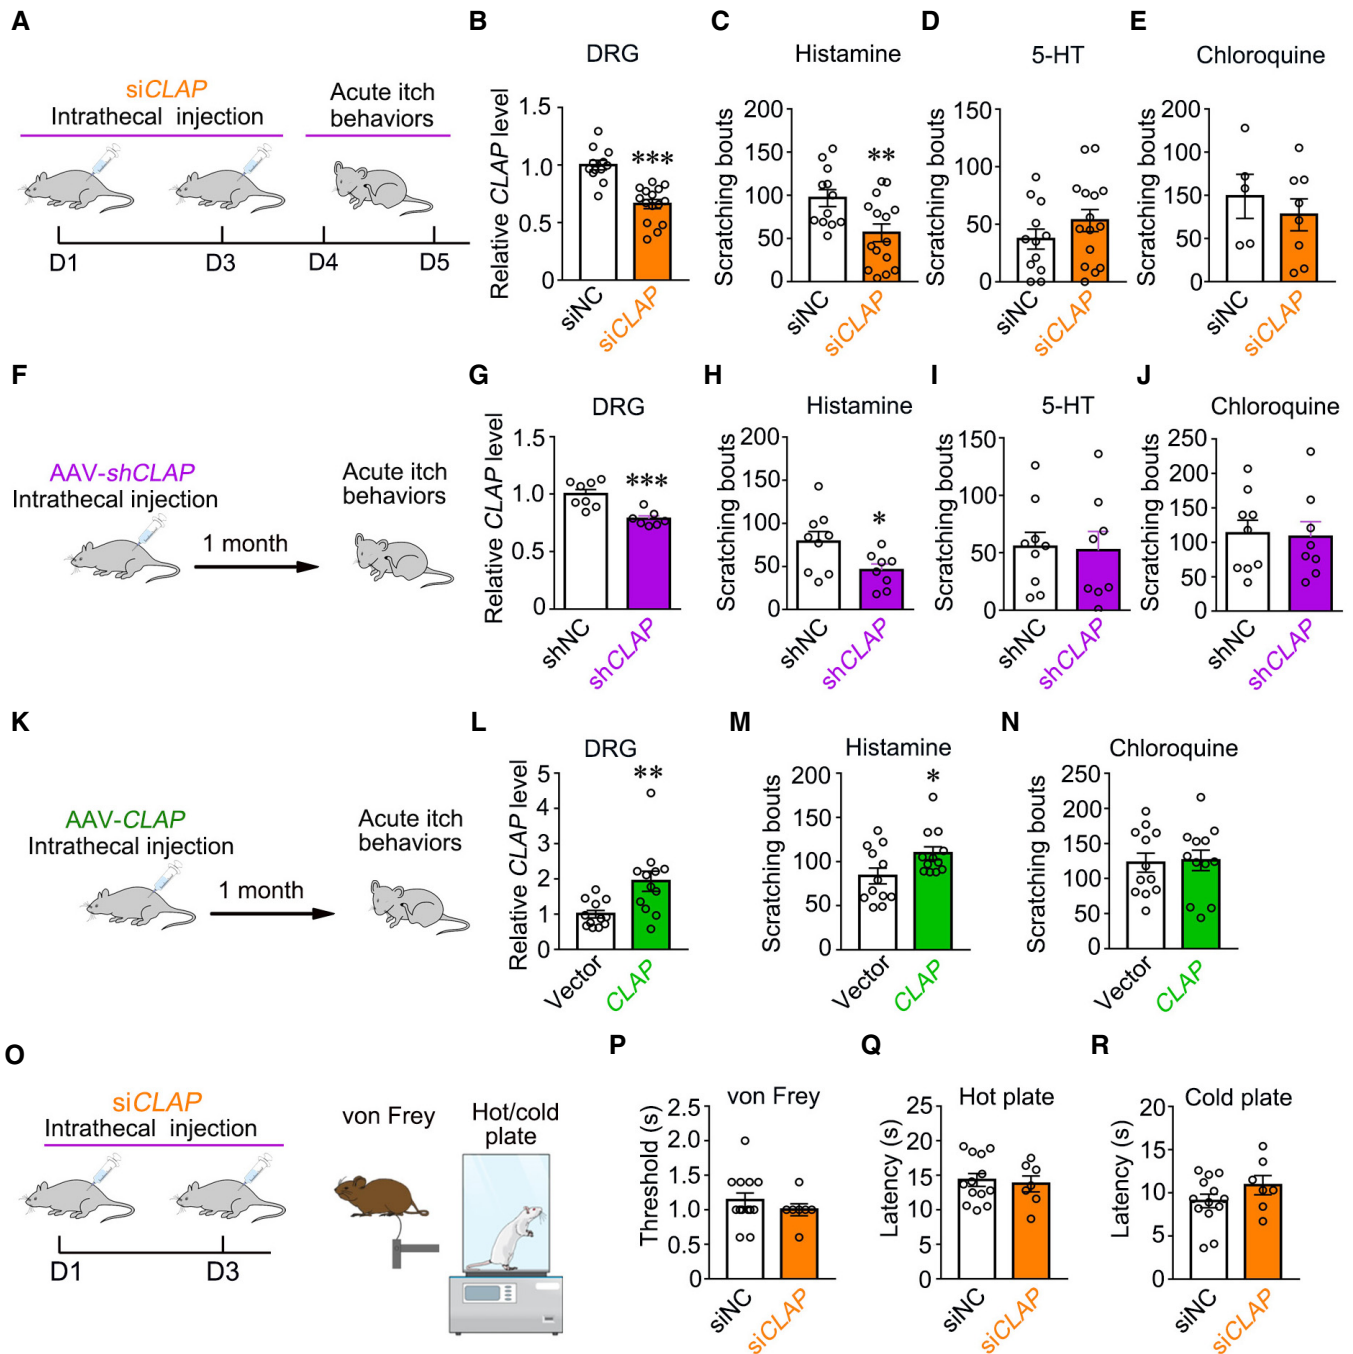 A
siCLAP
Intrathecal injection
Acute itch
behaviors
D1
D3
D4
D5
B
DRG
Relative CLAP level
1.5
1.0
0.5
0
***
siNC
siCLAP
C
Histamine
Scratching bouts
200
150
100
50
0
**
siNC
siCLAP
D
5-HT
Scratching bouts
150
100
50
0
siNC
siCLAP
E
Chloroquine
Scratching bouts
200
100
150
50
0
siNC
siCLAP
F
AAV-shCLAP
Intrathecal injection
1 month
Acute itch
behaviors
G
DRG
Relative CLAP level
1.5
1.0
0.5
0
***
shNC
shCLAP
H
Histamine
Scratching bouts
200
150
100
50
0
*
shNC
shCLAP
I
5-HT
Scratching bouts
150
100
50
0
shNC
shCLAP
J
Chloroquine
Scratching bouts
250
200
150
100
50
0
shNC
shCLAP
K
AAV-CLAP
Intrathecal injection
1 month
Acute itch
behaviors
L
DRG
Relative CLAP level
5
4
3
2
1
0
**
Vector
CLAP
M
Histamine
Scratching bouts
200
150
100
50
0
*
Vector
CLAP
N
Chloroquine
Scratching bouts
250
200
150
100
50
0
Vector
CLAP
O
siCLAP
Intrathecal injection
D1
D3
von Frey
Hot/cold
plate
P
von Frey
Threshold (s)
2.5
2.0
1.5
1.0
0.5
0
siNC
siCLAP
Q
Hot plate
Latency (s)
25
20
15
10
5
0
siNC
siCLAP
R
Cold plate
Latency (s)
20
15
10
5
0
siNC
siCLAP